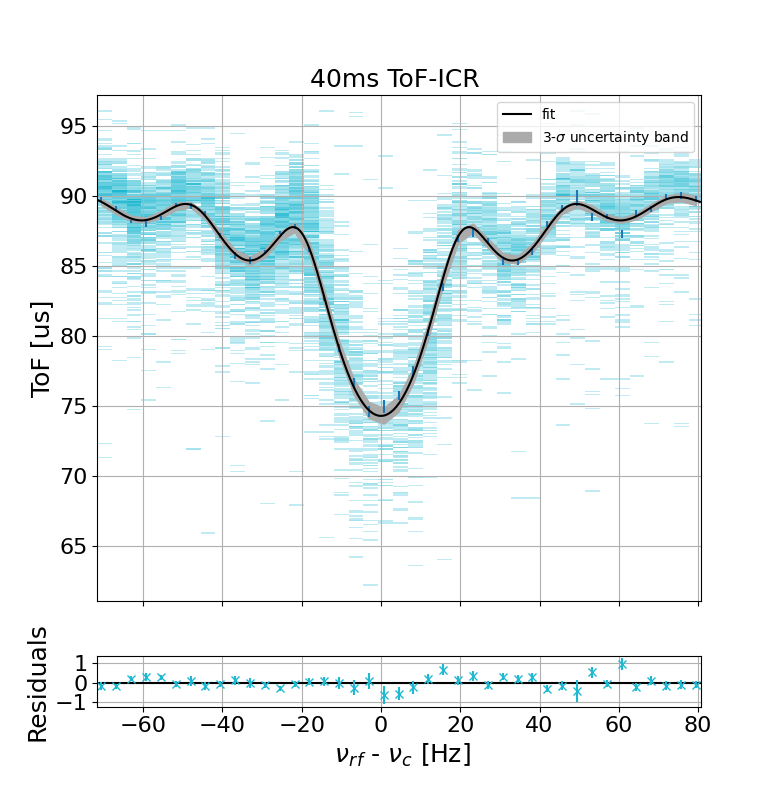 40ms ToF-ICR
fit
3-σ uncertainty band
ToF [us]
95
90
85
80
75
70
65
Residuals
1
0
−1
−60 −40 −20 0 20 40 60 80
ν_rf - ν_c [Hz]